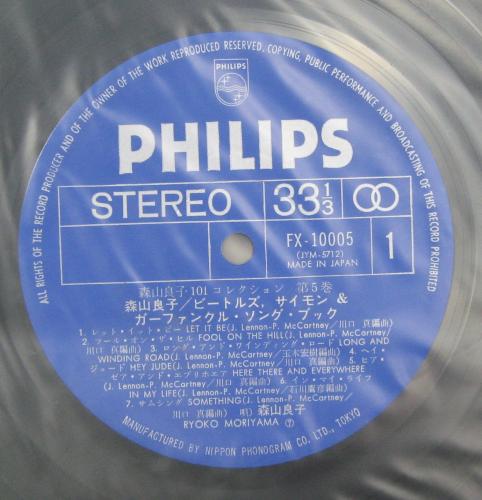 ALL RIGHTS OF THE RECORD PRODUCER AND OF THE OWNER OF THE WORK REPRODUCED RESERVED. COPYING, PUBLIC PERFORMANCE AND BROADCASTING OF THIS RECORD PROHIBITED
PHILIPS
PHILIPS
STEREO 33 1/3
FX-10005
(JYM-5712)
MADE IN JAPAN
1
森山良子・101コレクション 第5巻
森山良子/ビートルズ, サイモン &
ガーファンクル・ソング・ブック
1. レット・イット・ビー LET IT BE(J. Lennon-P. McCartney/川口 真編曲)
2. フール・オン・ザ・ヒル FOOL ON THE HILL(J. Lennon-P. McCartney/
川口 真編曲) 3. ロング・アンド・ワインディング・ロード LONG AND
WINDING ROAD(J. Lennon-P. McCartney/玉木宏樹編曲) 4. ヘイ・
ジュード HEY JUDE(J. Lennon-P. McCartney/川口 真編曲) 5. ヒア・
ゼア・アンド・エブリホエア HERE THERE AND EVERYWHERE
(J. Lennon-P. McCartney/川口 真編曲) 6. イン・マイ・ライフ
IN MY LIFE(J. Lennon-P. McCartney/石川鷹彦編曲)
7. サムシング SOMETHING(J. Lennon-P. McCartney/
川口 真編曲) 唄) 森山良子
RYOKO MORIYAMA 7
MANUFACTURED BY NIPPON PHONOGRAM CO. LTD., TOKYO